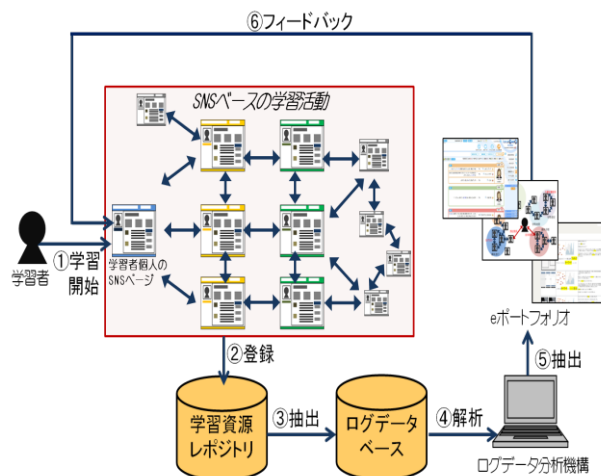 ⑥フィードバック
SNSベースの学習活動
学習者
①学習
開始
学習者個人の
SNSページ
②登録
学習資源
レポジトリ
③抽出
ログデータ
ベース
④解析
ログデータ分析機構
⑤抽出
eポートフォリオ